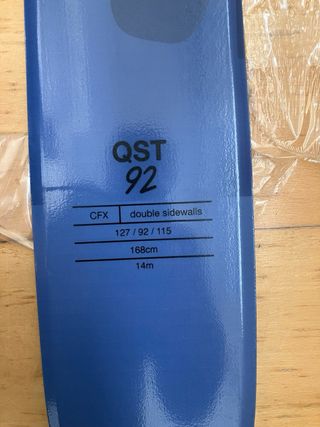 QST
92
CFX double sidewalls
127 / 92 / 115
168cm
14m